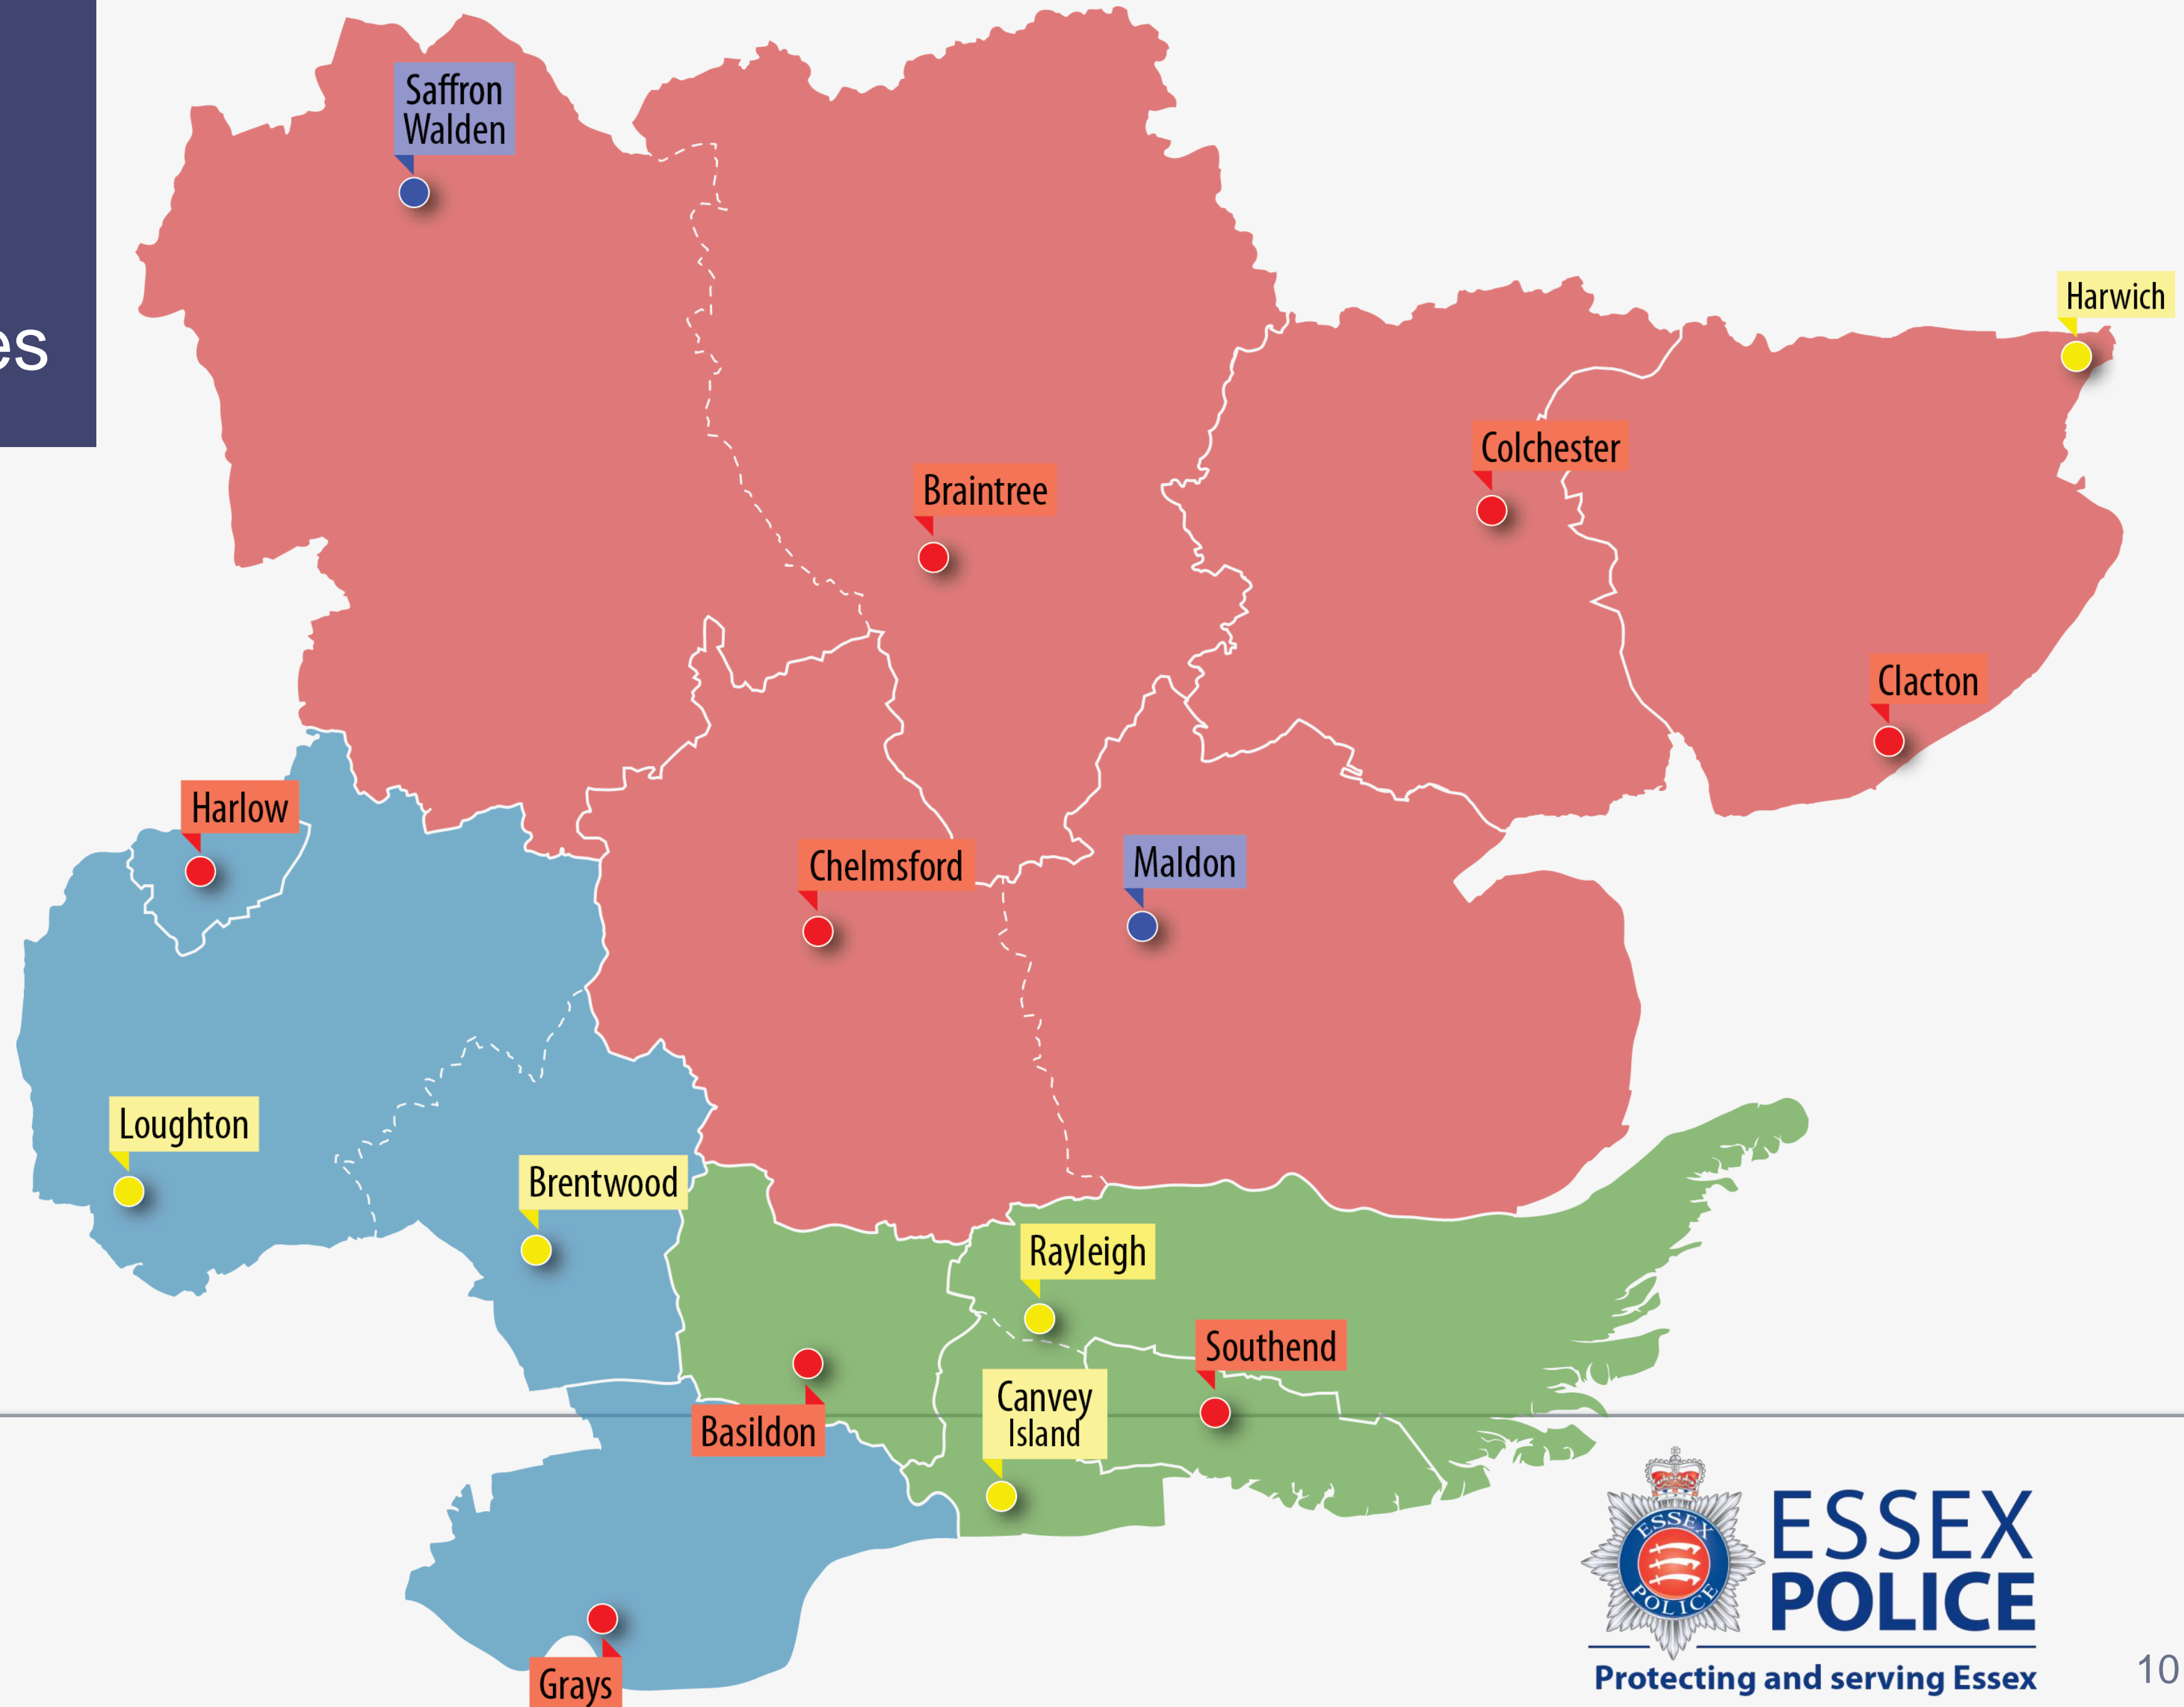 es
Saffron
Walden
Harwich
Colchester
Braintree
Clacton
Harlow
Chelmsford
Maldon
Loughton
Brentwood
Rayleigh
Southend
Canvey
Island
Basildon
Grays
ESSEX
POLICE
ESSEX
POLICE
Protecting and serving Essex
10